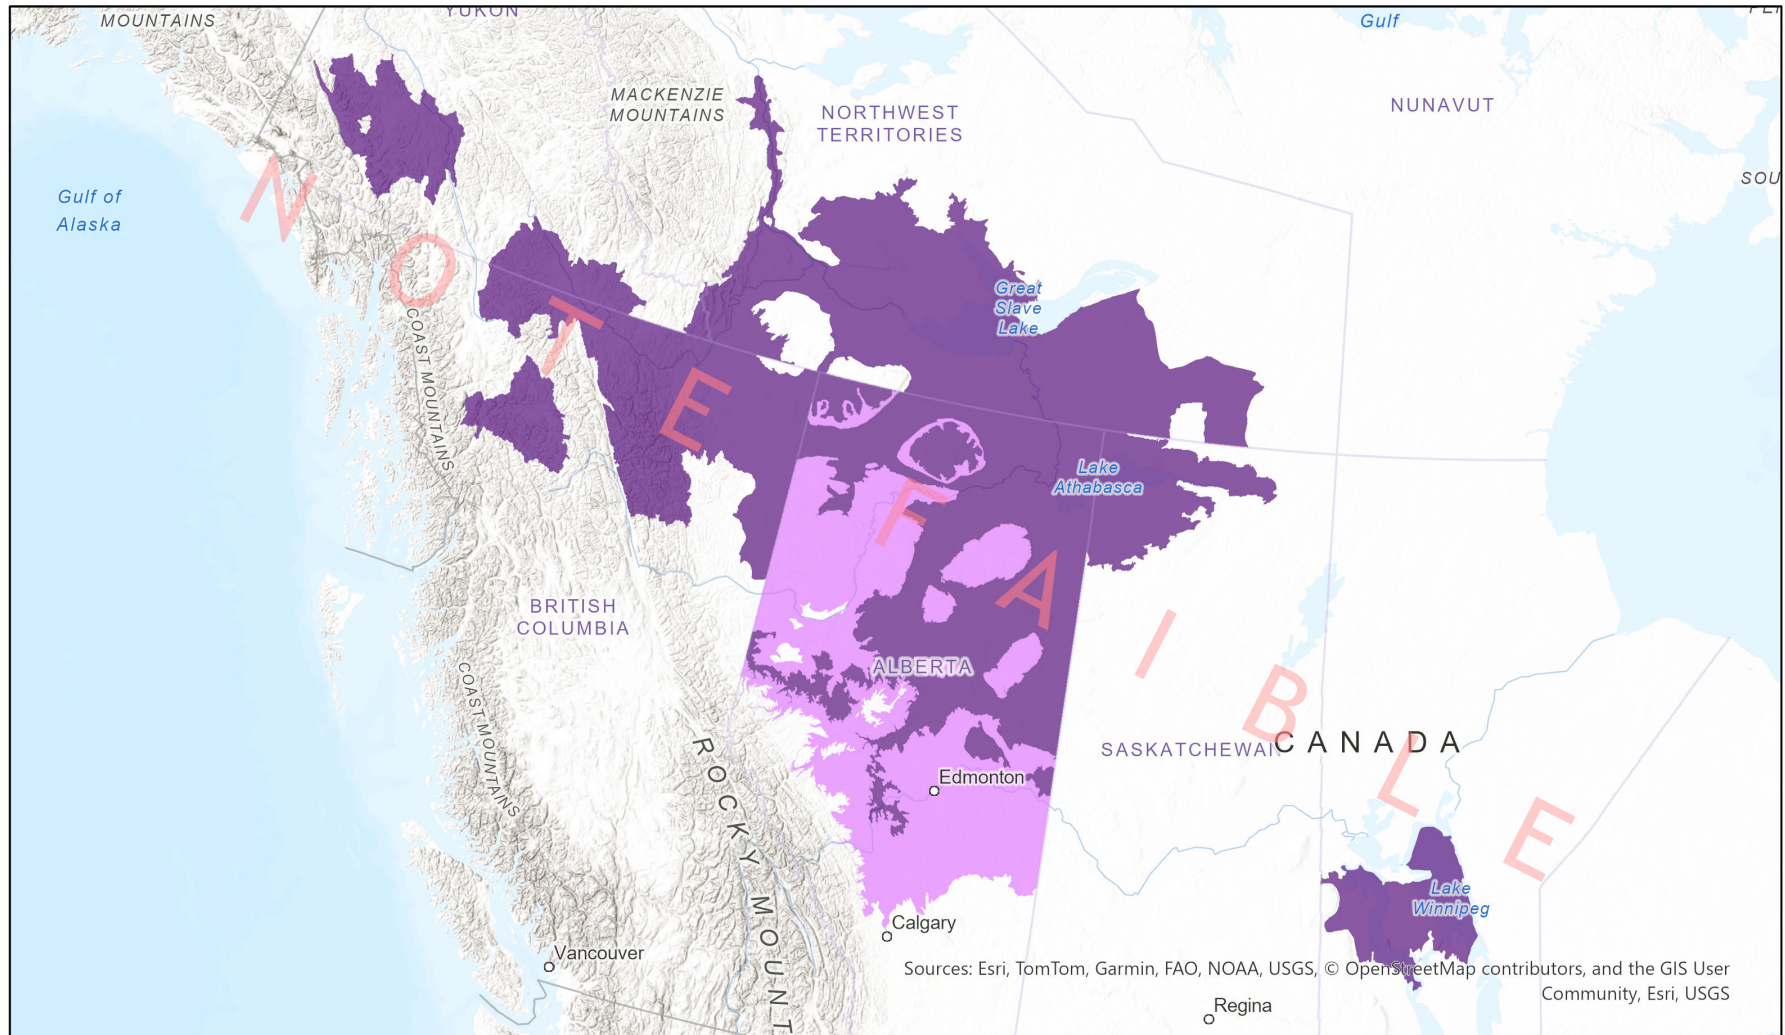 MOUNTAINS
YUKON
Gulf
MACKENZIE
MOUNTAINS
NORTHWEST
TERRITORIES
NUNAVUT
SOU
Gulf of
Alaska
Great
Slave
Lake
COAST MOUNTAINS
Lake
Athabasca
BRITISH
COLUMBIA
ALBERTA
COAST MOUNTAINS
ROCKY MOUNT
SASKATCHEWAN
CANADA
Edmonton
Lake
Winnipeg
Calgary
Vancouver
Regina
NOTE FAIBLE
Sources: Esri, TomTom, Garmin, FAO, NOAA, USGS, © OpenStreetMap contributors, and the GIS User
Community, Esri, USGS